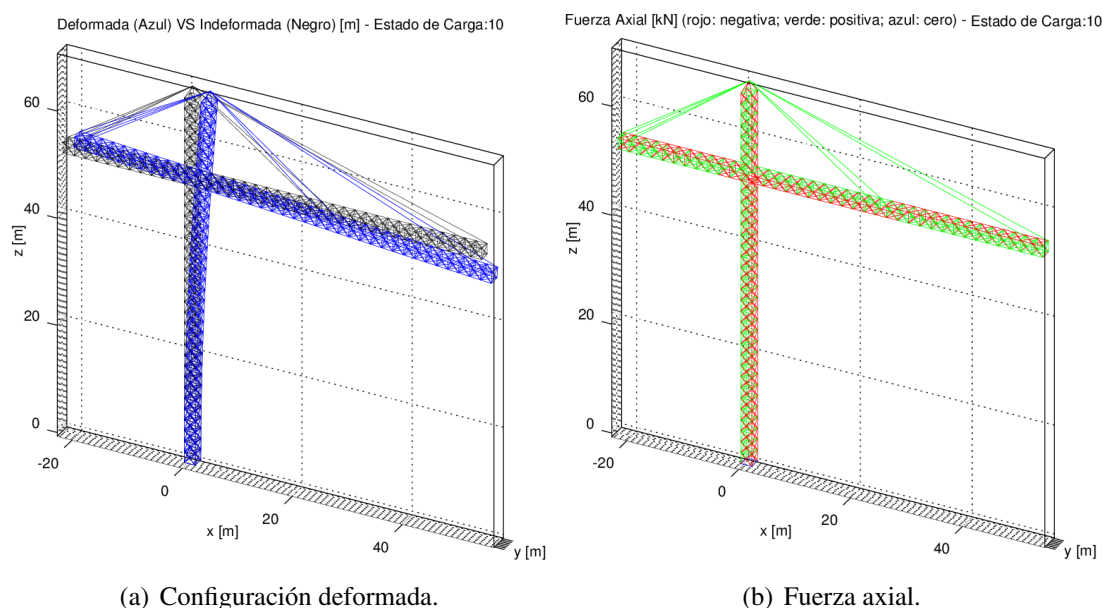 Deformada (Azul) VS Indeformada (Negro) [m] - Estado de Carga:10
60
40
20
0
z [m]
-20
0
20
40
x [m]
y [m]
(a) Configuración deformada.
Fuerza Axial [kN] (rojo: negativa; verde: positiva; azul: cero) - Estado de Carga:10
60
40
20
0
z [m]
-20
0
20
40
x [m]
y [m]
(b) Fuerza axial.